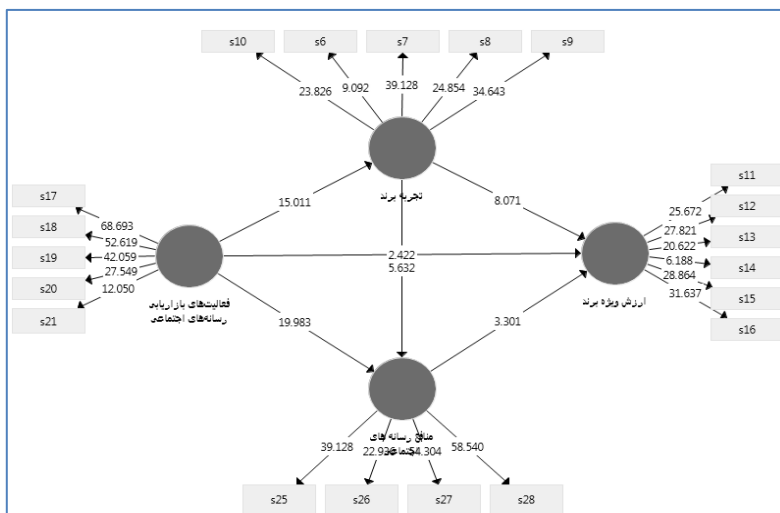 s10
s6
s7
s8
s9
23.826
9.092
39.128
24.854
34.643
تجربه برند
s17
s18
s19
s20
s21
68.693
52.619
42.059
27.549
12.050
فعالیت‌های بازاریابی
رسانه‌های اجتماعی
15.011
8.071
2.422
5.632
19.983
3.301
s11
s12
s13
s14
s15
s16
25.672
27.821
20.622
6.188
28.864
31.637
ارزش ویژه برند
منافع رسانه های
39.128
58.540
s25
s26
s27
s28